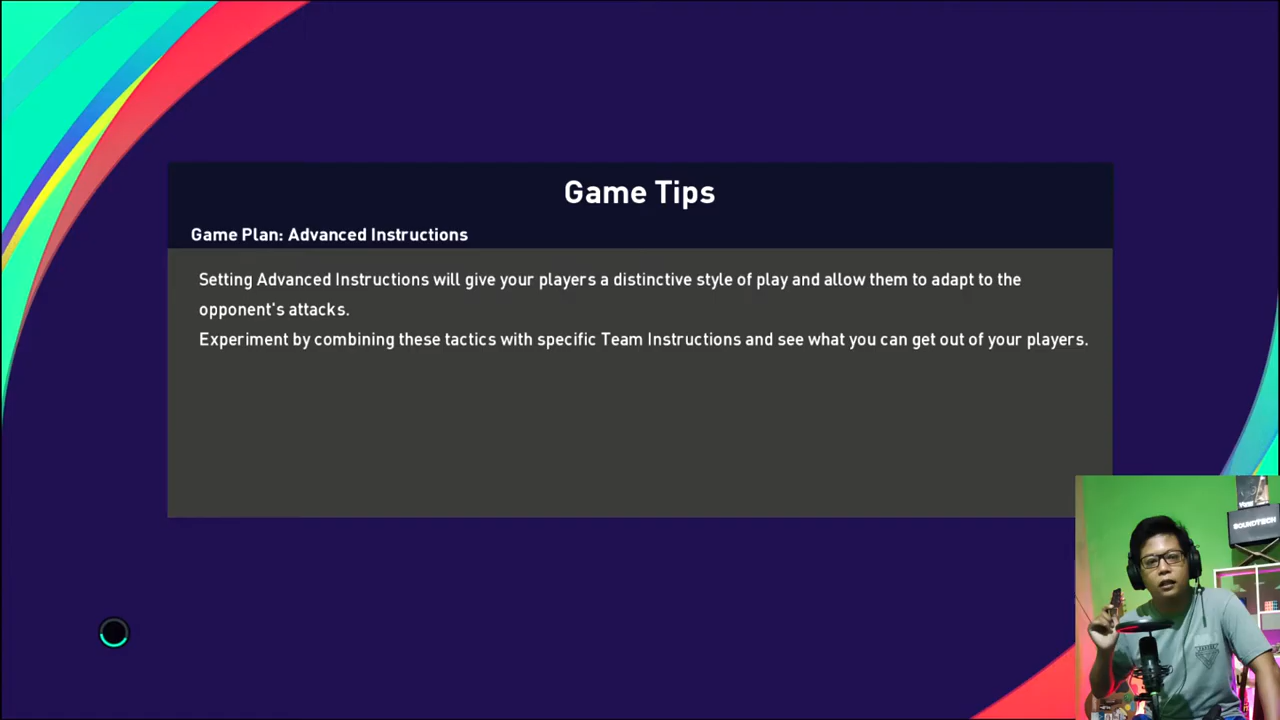 Game Tips
Game Plan: Advanced Instructions
Setting Advanced Instructions will give your players a distinctive style of play and allow them to adapt to the
opponent's attacks.
Experiment by combining these tactics with specific Team Instructions and see what you can get out of your players.
SOUNDTECH